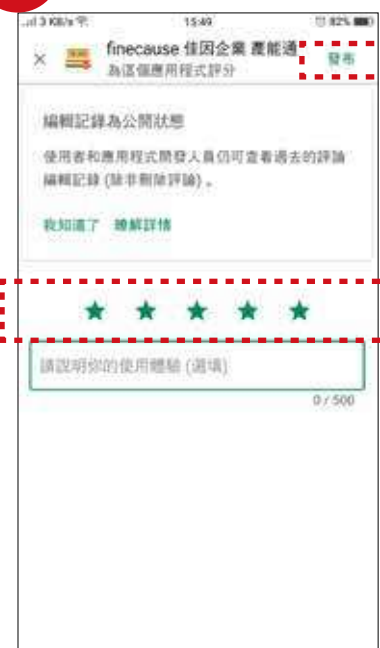 3 KB/s 15:49 82%
finecause 佳因企業 農能通
為這個應用程式評分
發布
編輯記錄為公開狀態
使用者和應用程式開發人員仍可查看過去的評論
編輯記錄 (除非刪除評論) 。
我知道了 瞭解詳情
請說明你的使用體驗 (選填)
0 / 500